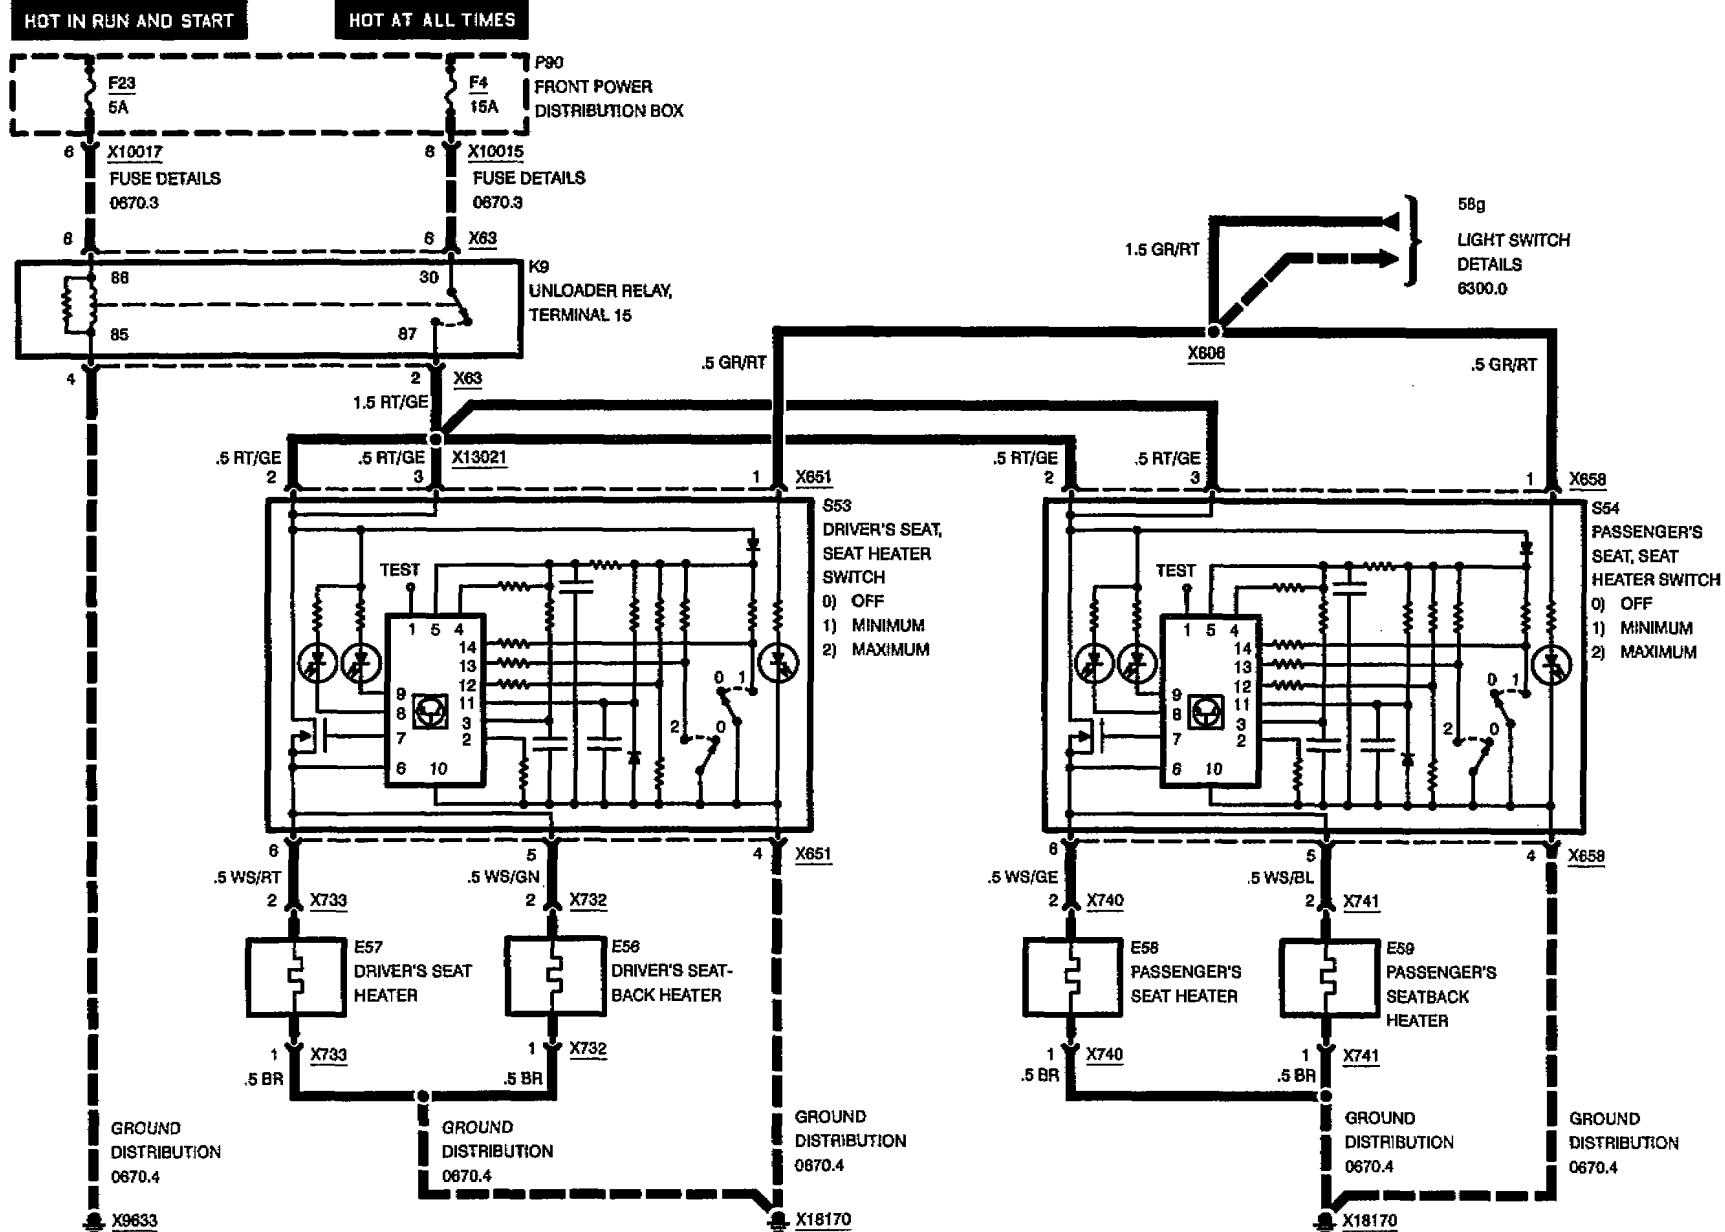 HOT IN RUN AND START
HOT AT ALL TIMES
P90
FRONT POWER
DISTRIBUTION BOX
F23
5A
F4
15A
6
X10017
FUSE DETAILS
0670.3
8
X10015
FUSE DETAILS
0670.3
8
6
X63
K9
UNLOADER RELAY,
TERMINAL 15
86
30
85
87
4
2
X63
1.5 RT/GE
58g
LIGHT SWITCH
DETAILS
6300.0
1.5 GR/RT
X608
.5 GR/RT
.5 GR/RT
X13021
.5 RT/GE
.5 RT/GE
.5 RT/GE
.5 RT/GE
2
3
1
X651
2
3
1
X658
S53
DRIVER'S SEAT,
SEAT HEATER
SWITCH
0) OFF
1) MINIMUM
2) MAXIMUM
TEST
1
5
4
14
13
12
11
3
2
9
8
7
6
10
0
1
2
0
S54
PASSENGER'S
SEAT, SEAT
HEATER SWITCH
0) OFF
1) MINIMUM
2) MAXIMUM
TEST
1
5
4
14
13
12
11
3
2
9
8
7
6
10
0
1
2
0
6
5
4
X651
6
5
4
X658
.5 WS/RT
.5 WS/GN
.5 WS/GE
.5 WS/BL
2
X733
2
X732
2
X740
2
X741
E57
DRIVER'S SEAT
HEATER
E56
DRIVER'S SEAT-
BACK HEATER
E58
PASSENGER'S
SEAT HEATER
E59
PASSENGER'S
SEATBACK
HEATER
1
X733
1
X732
1
X740
1
X741
.5 BR
.5 BR
.5 BR
.5 BR
GROUND
DISTRIBUTION
0670.4
GROUND
DISTRIBUTION
0670.4
GROUND
DISTRIBUTION
0670.4
GROUND
DISTRIBUTION
0670.4
GROUND
DISTRIBUTION
0670.4
X9633
X18170
X18170